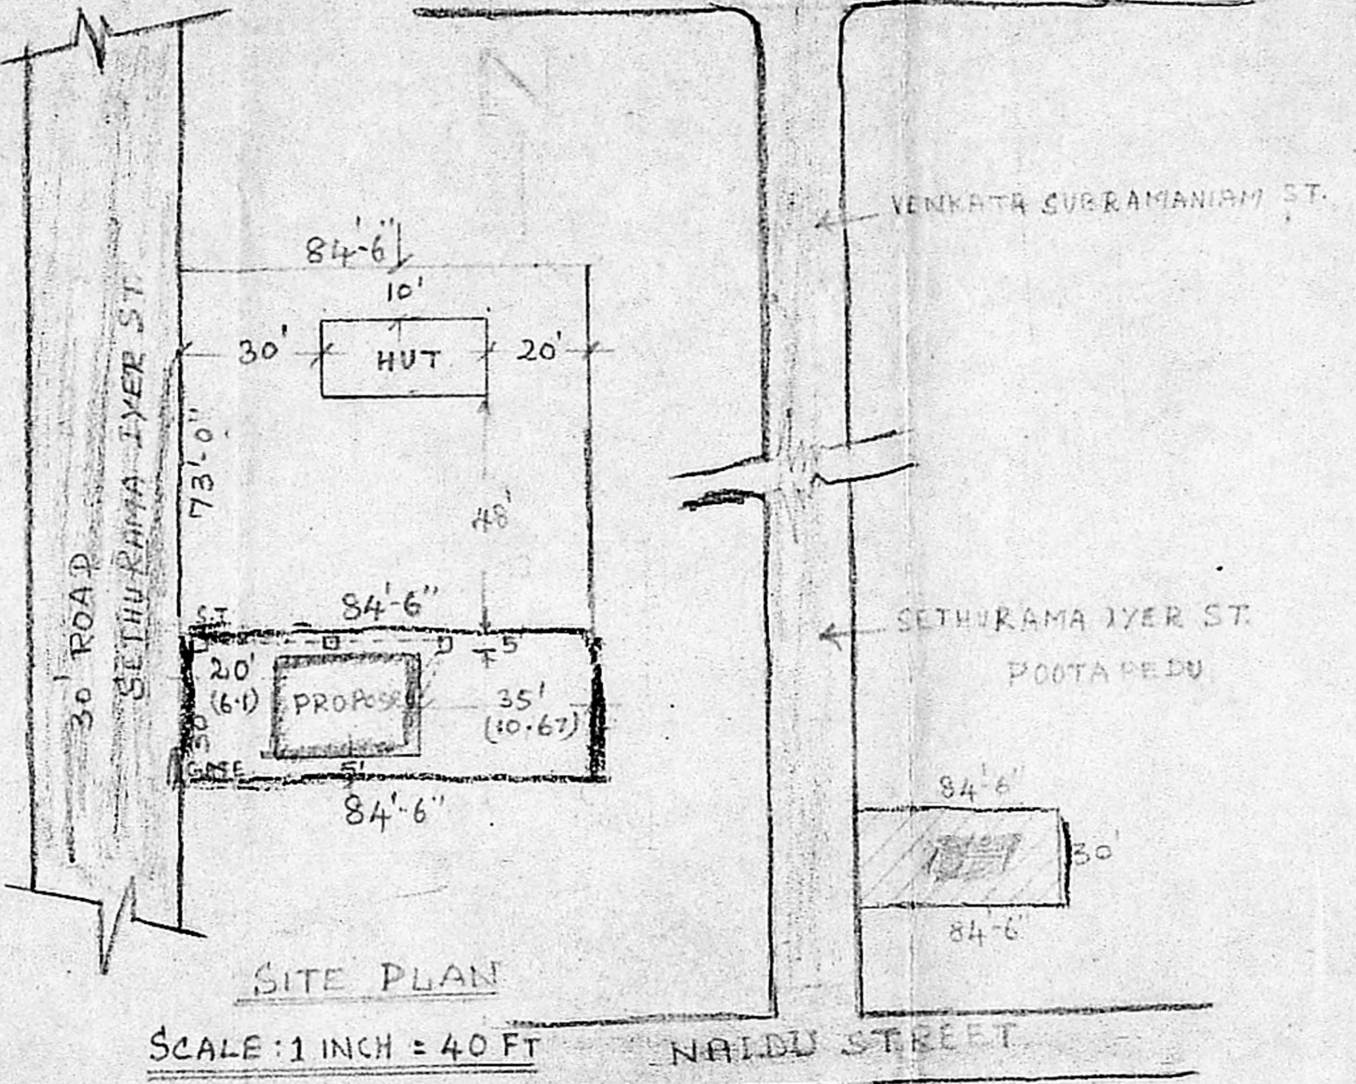 VENKATA SUBRAMANIAM ST.
84'-6"
10'
30'
HUT
20'
73'-0"
48'
30' ROAD
SETHURAMA IYER ST.
84'-6"
5'
20'
(6.1)
PROPOSED
35'
(10.67)
30'
GATE
5'
84'-6"
SETHURAMA IYER ST.
POOTAPEDU
84'-6"
30'
84'-6"
SITE PLAN
SCALE : 1 INCH = 40 FT
NAIDU STREET